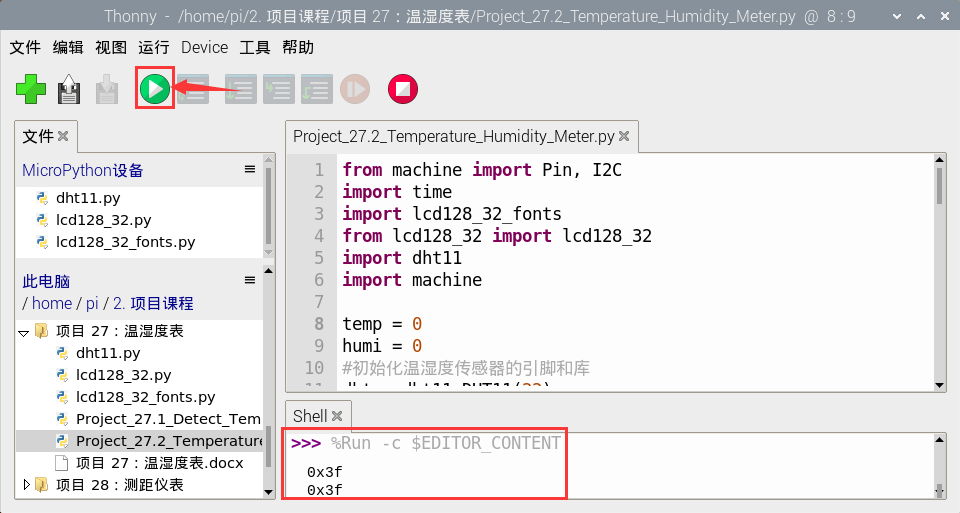 Thonny - /home/pi/2. 项目课程/项目 27：温湿度表/Project_27.2_Temperature_Humidity_Meter.py @ 8 : 9
文件 编辑 视图 运行 Device 工具 帮助
文件
MicroPython设备
dht11.py
lcd128_32.py
lcd128_32_fonts.py
此电脑
/ home / pi / 2. 项目课程
项目 27：温湿度表
dht11.py
lcd128_32.py
lcd128_32_fonts.py
Project_27.1_Detect_Tem
Project_27.2_Temperature
项目 27：温湿度表.docx
项目 28：测距仪表
Project_27.2_Temperature_Humidity_Meter.py
1 from machine import Pin, I2C
2 import time
3 import lcd128_32_fonts
4 from lcd128_32 import lcd128_32
5 import dht11
6 import machine
7
8 temp = 0
9 humi = 0
10 #初始化温湿度传感器的引脚和库
Shell
>>> %Run -c $EDITOR_CONTENT
0x3f
0x3f